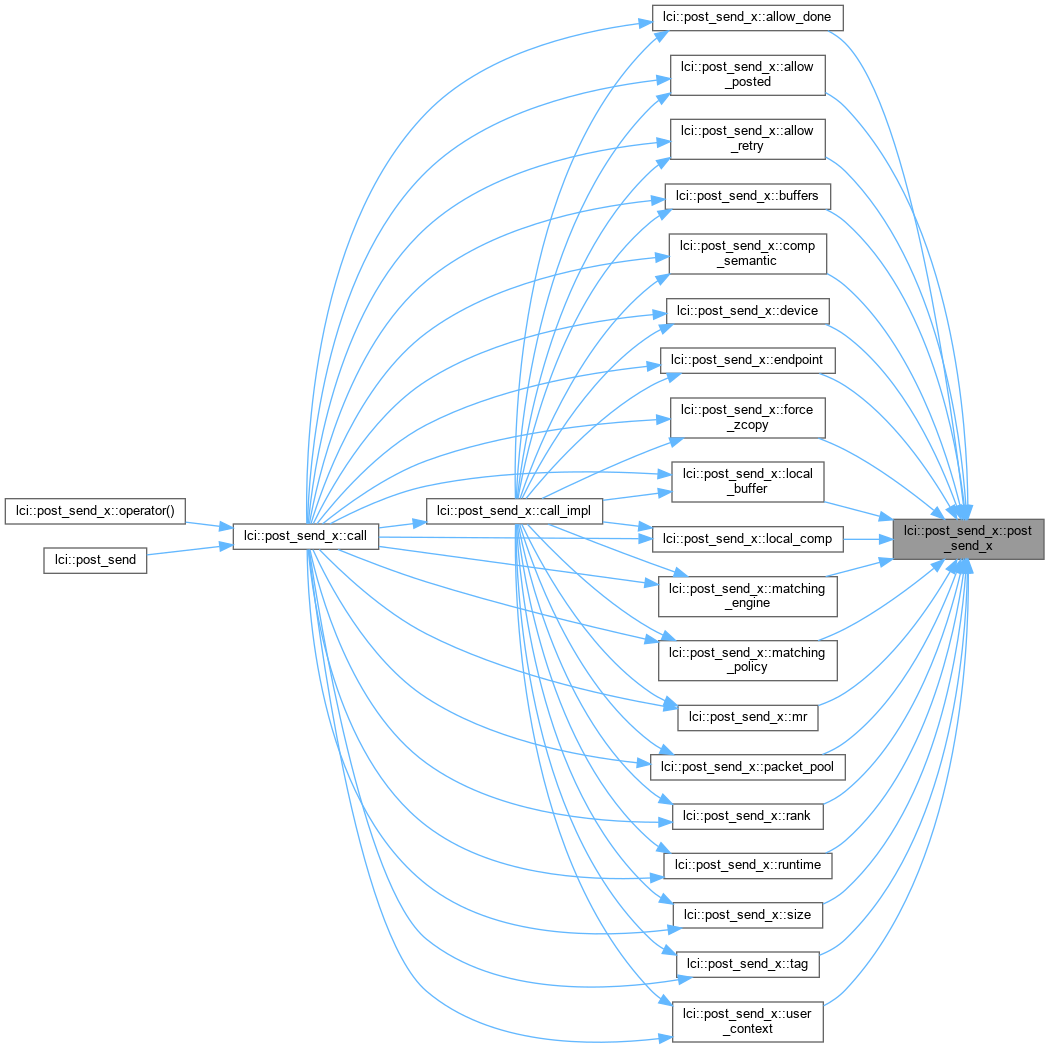 lci::post_send_x::allow_done
lci::post_send_x::allow
_posted
lci::post_send_x::allow
_retry
lci::post_send_x::buffers
lci::post_send_x::comp
_semantic
lci::post_send_x::device
lci::post_send_x::endpoint
lci::post_send_x::force
_zcopy
lci::post_send_x::local
_buffer
lci::post_send_x::operator()
lci::post_send_x::call_impl
lci::post_send_x::call
lci::post_send_x::local_comp
lci::post_send_x::post
_send_x
lci::post_send
lci::post_send_x::matching
_engine
lci::post_send_x::matching
_policy
lci::post_send_x::mr
lci::post_send_x::packet_pool
lci::post_send_x::rank
lci::post_send_x::runtime
lci::post_send_x::size
lci::post_send_x::tag
lci::post_send_x::user
_context